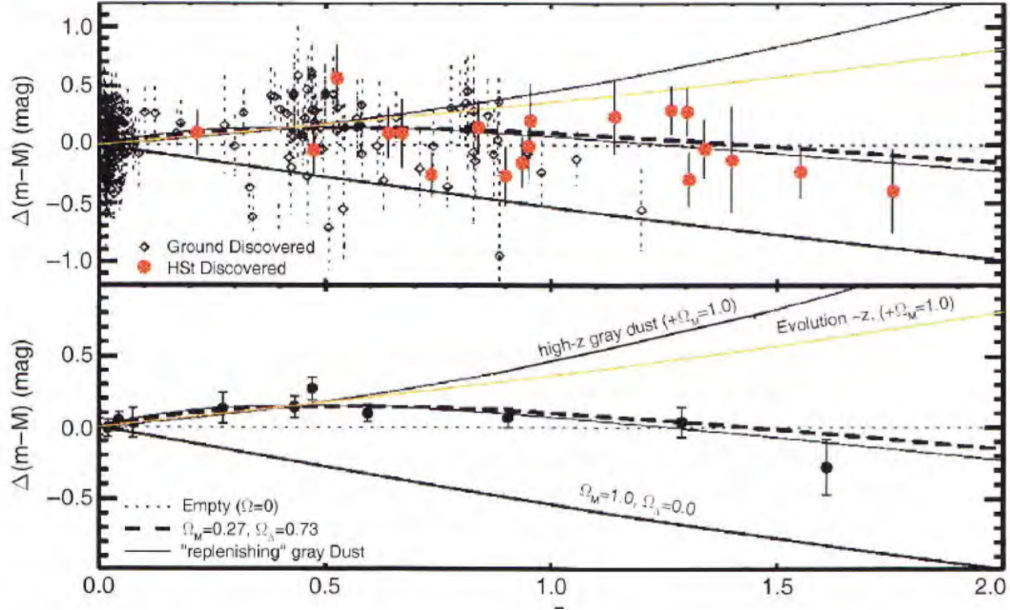 1.0
0.5
0.0
−0.5
−1.0
Δ(m−M) (mag)
Ground Discovered
HSt Discovered
high-z gray dust (+Ω_M=1.0)
Evolution ~z, (+Ω_M=1.0)
0.5
0.0
−0.5
Δ(m−M) (mag)
Ω_M=1.0, Ω_Λ=0.0
Empty (Ω=0)
Ω_M=0.27, Ω_Λ=0.73
"replenishing" gray Dust
0.0 0.5 1.0 1.5 2.0